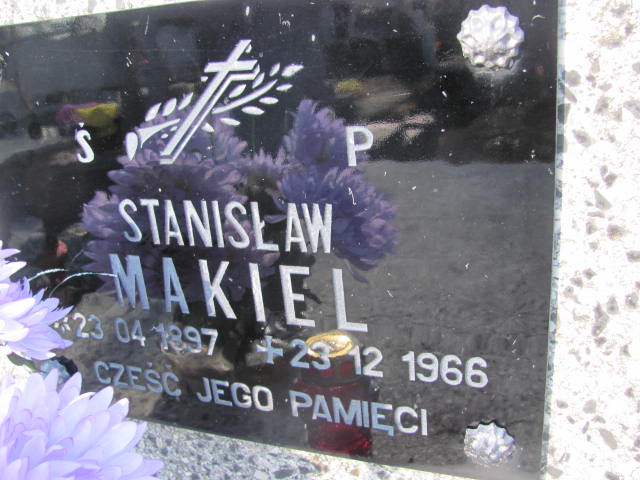 Ś P
STANISŁAW
MAKIEL
*23 04 1897 +23 12 1966
CZEŚĆ JEGO PAMIĘCI